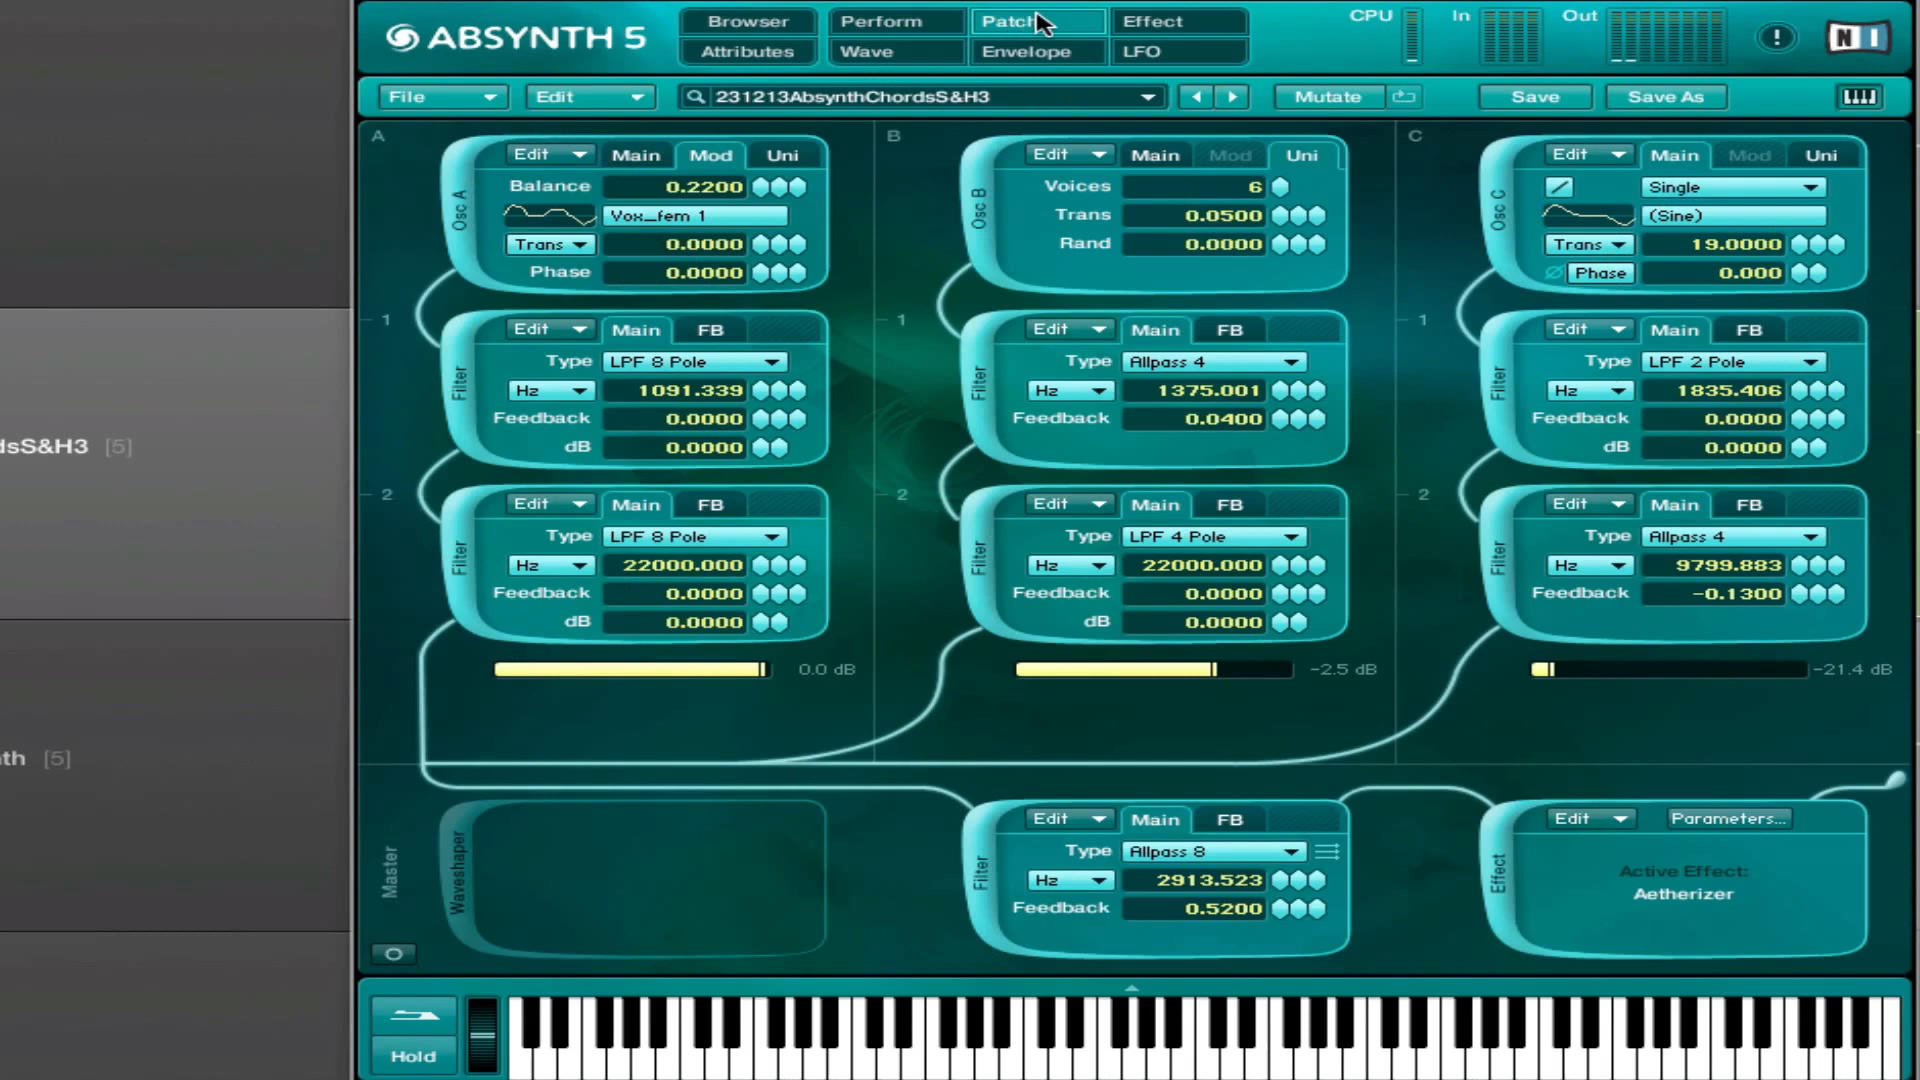 ABSYNTH 5
Browser Perform Patch Effect
Attributes Wave Envelope LFO
CPU In Out
! NI
File Edit 231213AbsynthChordsS&H3 Mutate Save Save As
A B C
Osc A
Edit Main Mod Uni
Balance 0.2200
Vox_fem 1
Trans 0.0000
Phase 0.0000
Osc B
Edit Main Mod Uni
Voices 6
Trans 0.0500
Rand 0.0000
Osc C
Edit Main Mod Uni
Single
(Sine)
Trans 19.0000
Phase 0.000
1
Filter
Edit Main FB
Type LPF 8 Pole
Hz 1091.339
Feedback 0.0000
dB 0.0000
1
Filter
Edit Main FB
Type Allpass 4
Hz 1375.001
Feedback 0.0400
1
Filter
Edit Main FB
Type LPF 2 Pole
Hz 1835.406
Feedback 0.0000
dB 0.0000
dsS&H3 [5]
2
Filter
Edit Main FB
Type LPF 8 Pole
Hz 22000.000
Feedback 0.0000
dB 0.0000
2
Filter
Edit Main FB
Type LPF 4 Pole
Hz 22000.000
Feedback 0.0000
dB 0.0000
2
Filter
Edit Main FB
Type Allpass 4
Hz 9799.883
Feedback -0.1300
0.0 dB -2.5 dB -21.4 dB
th [5]
Master
Waveshaper
Filter
Edit Main FB
Type Allpass 8
Hz 2913.523
Feedback 0.5200
Effect
Edit Parameters...
Active Effect:
Aetherizer
Hold